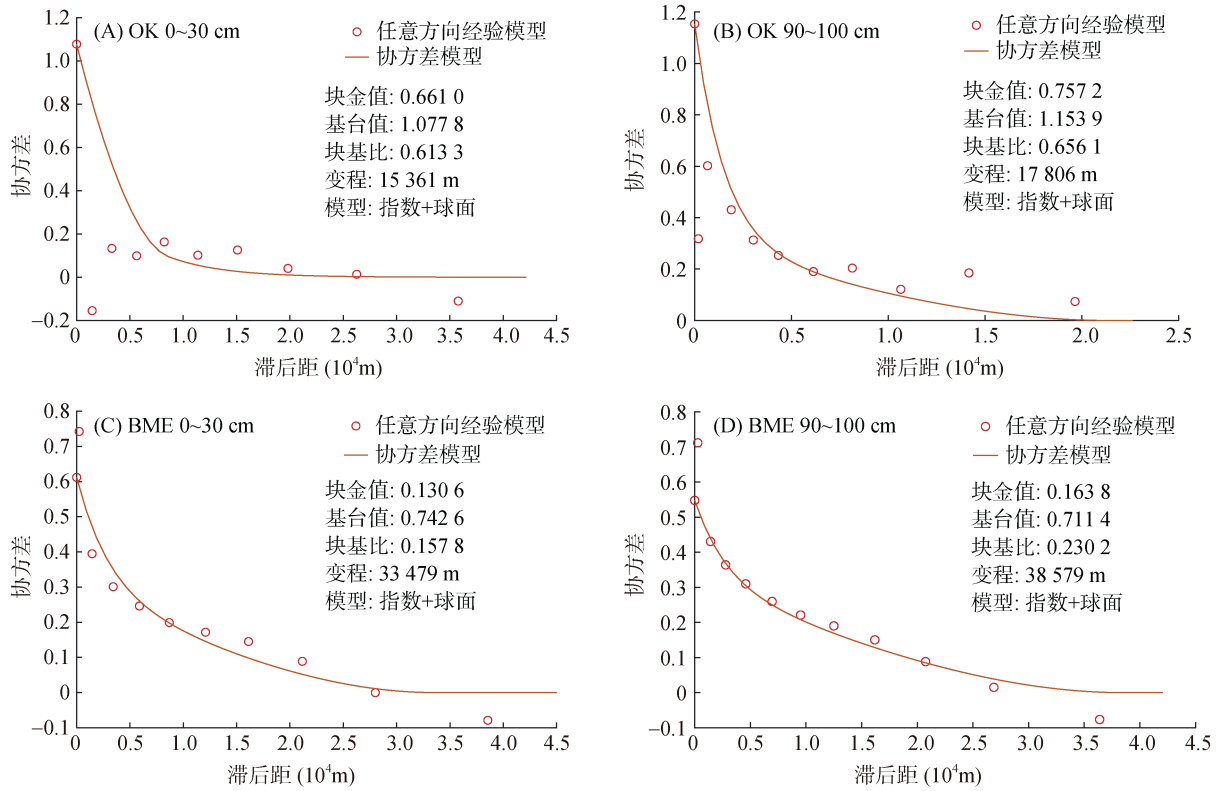 (A) OK 0~30 cm
任意方向经验模型
协方差模型
块金值: 0.661 0
基台值: 1.077 8
块基比: 0.613 3
变程: 15 361 m
模型: 指数+球面
协方差
1.2
1.0
0.8
0.6
0.4
0.2
0
–0.2
0 0.5 1.0 1.5 2.0 2.5 3.0 3.5 4.0 4.5
滞后距 (10⁴m)
(B) OK 90~100 cm
任意方向经验模型
协方差模型
块金值: 0.757 2
基台值: 1.153 9
块基比: 0.656 1
变程: 17 806 m
模型: 指数+球面
协方差
1.2
1.0
0.8
0.6
0.4
0.2
0
0 0.5 1.0 1.5 2.0 2.5
滞后距 (10⁴m)
(C) BME 0~30 cm
任意方向经验模型
协方差模型
块金值: 0.130 6
基台值: 0.742 6
块基比: 0.157 8
变程: 33 479 m
模型: 指数+球面
协方差
0.8
0.7
0.6
0.5
0.4
0.3
0.2
0.1
0
–0.1
0 0.5 1.0 1.5 2.0 2.5 3.0 3.5 4.0 4.5
滞后距 (10⁴m)
(D) BME 90~100 cm
任意方向经验模型
协方差模型
块金值: 0.163 8
基台值: 0.711 4
块基比: 0.230 2
变程: 38 579 m
模型: 指数+球面
协方差
0.8
0.7
0.6
0.5
0.4
0.3
0.2
0.1
0
–0.1
0 0.5 1.0 1.5 2.0 2.5 3.0 3.5 4.0 4.5
滞后距 (10⁴m)